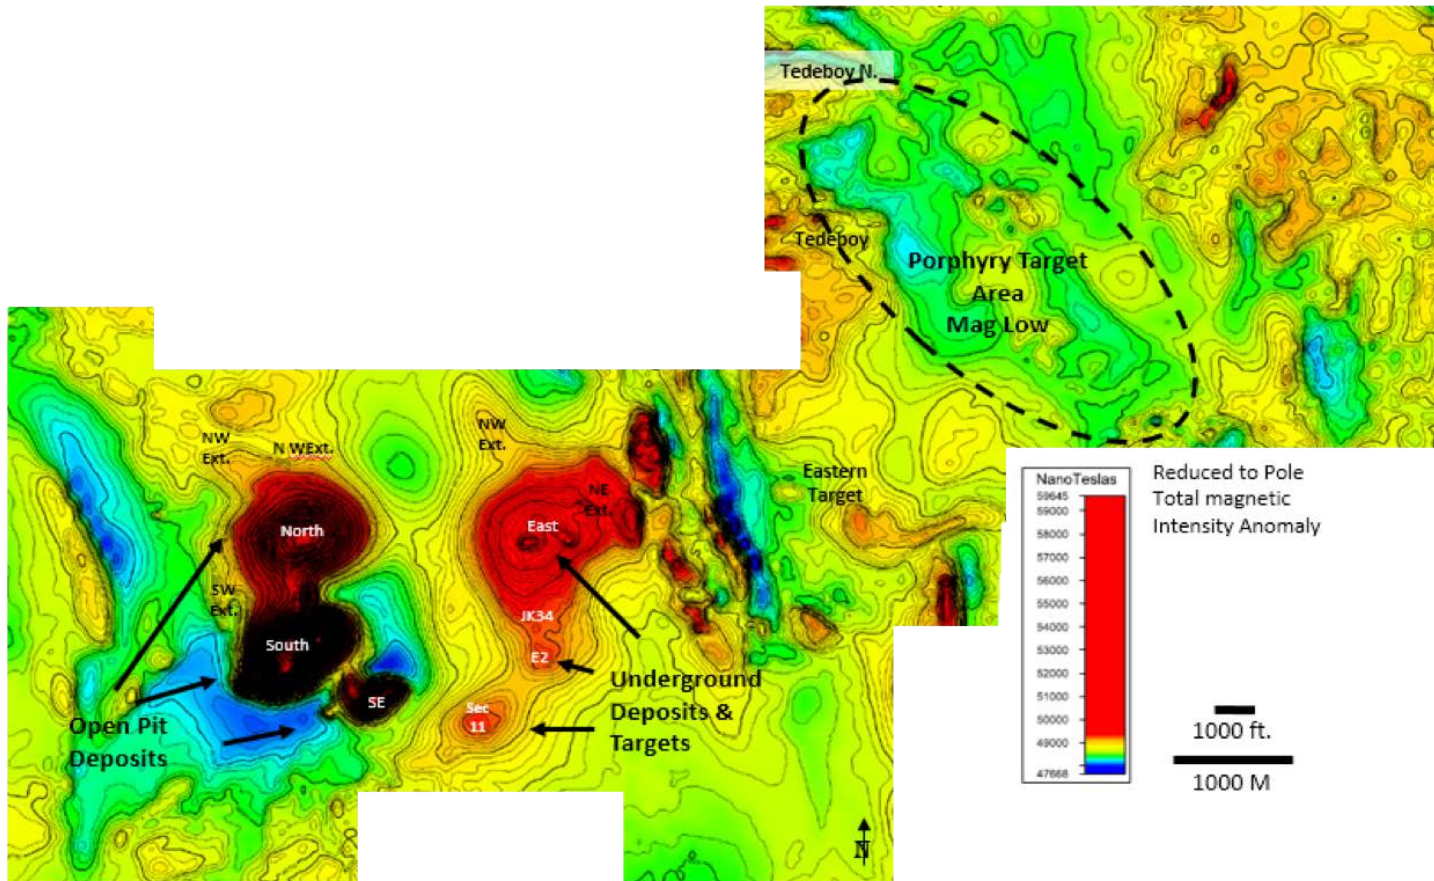 Tedeboy N.
Tedeboy
Porphyry Target
Area
Mag Low
NW
Ext.
N WExt.
NW
Ext.
NE
Ext.
Eastern
Target
North
East
SW
Ext.
JK34
South
E2
SE
Sec
11
Open Pit
Deposits
Underground
Deposits &
Targets
N
NanoTeslas
59645
59000
58000
57000
56000
55000
54000
53000
52000
51000
50000
49000
47668
Reduced to Pole
Total magnetic
Intensity Anomaly
1000 ft.
1000 M